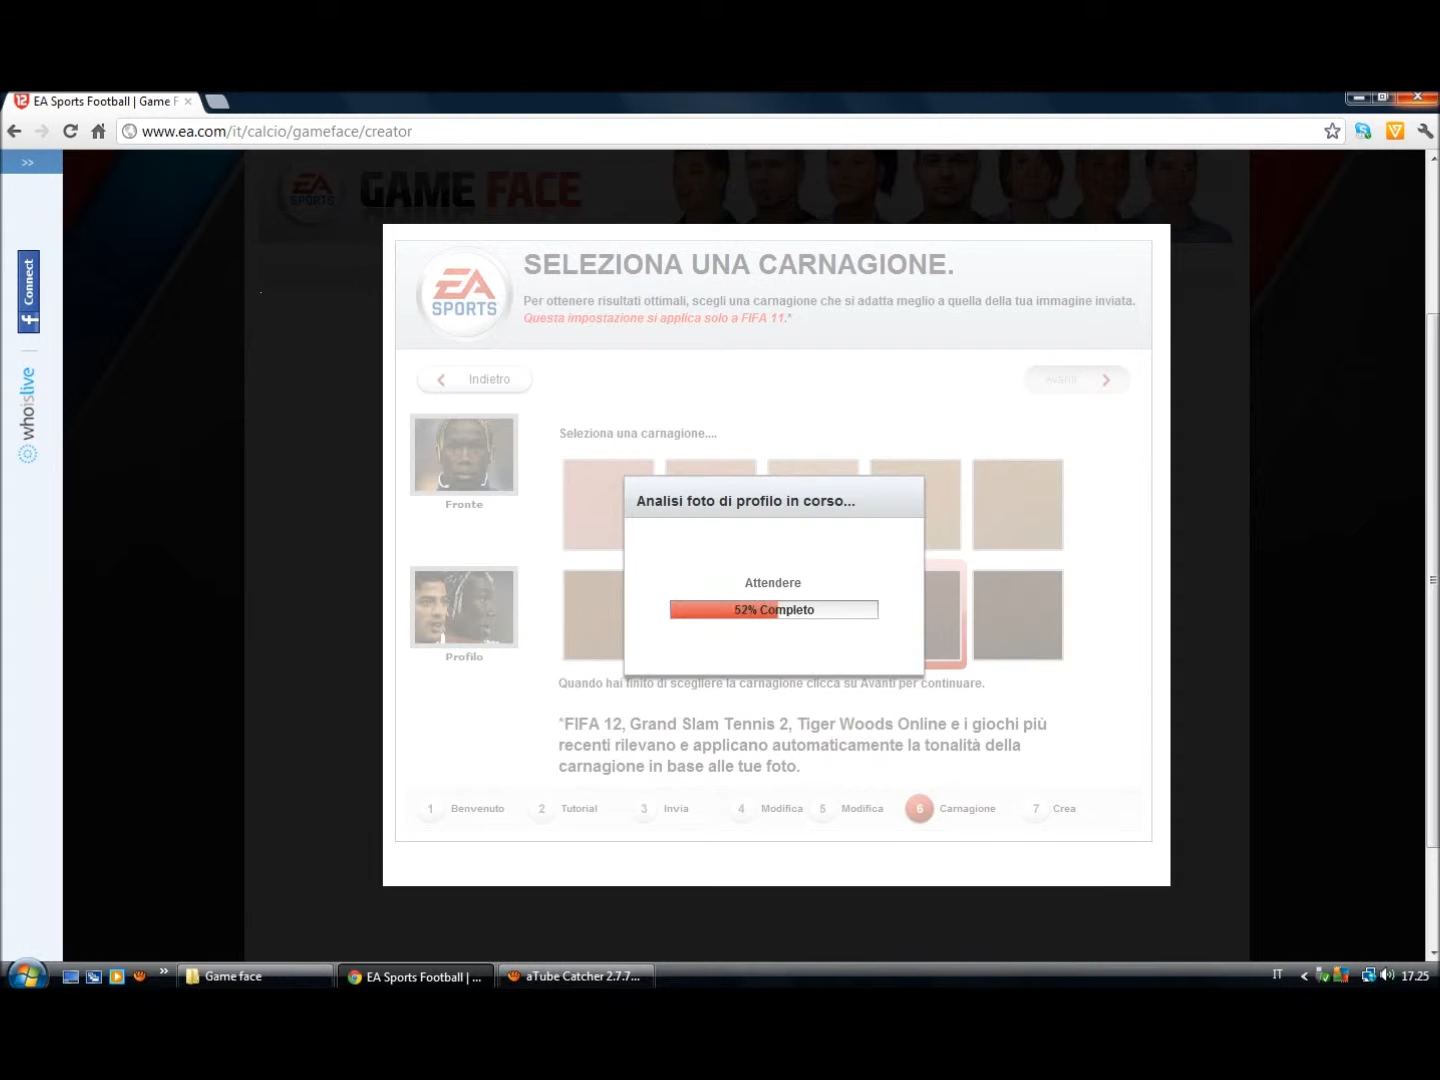 EA Sports Football | Game F
www.ea.com/it/calcio/gameface/creator
>>
EA
SPORTS
GAME FACE
Connect
whoislive
EA
SPORTS
SELEZIONA UNA CARNAGIONE.
Per ottenere risultati ottimali, scegli una carnagione che si adatta meglio a quella della tua immagine inviata.
Questa impostazione si applica solo a FIFA 11.*
Indietro
Avanti
Fronte
Profilo
Seleziona una carnagione....
Analisi foto di profilo in corso...
Attendere
52% Completo
Quando hai finito di scegliere la carnagione clicca su Avanti per continuare.
*FIFA 12, Grand Slam Tennis 2, Tiger Woods Online e i giochi più
recenti rilevano e applicano automaticamente la tonalità della
carnagione in base alle tue foto.
1 Benvenuto 2 Tutorial 3 Invia 4 Modifica 5 Modifica 6 Carnagione 7 Crea
Game face
EA Sports Football | ...
aTube Catcher 2.7.7...
IT
17.25